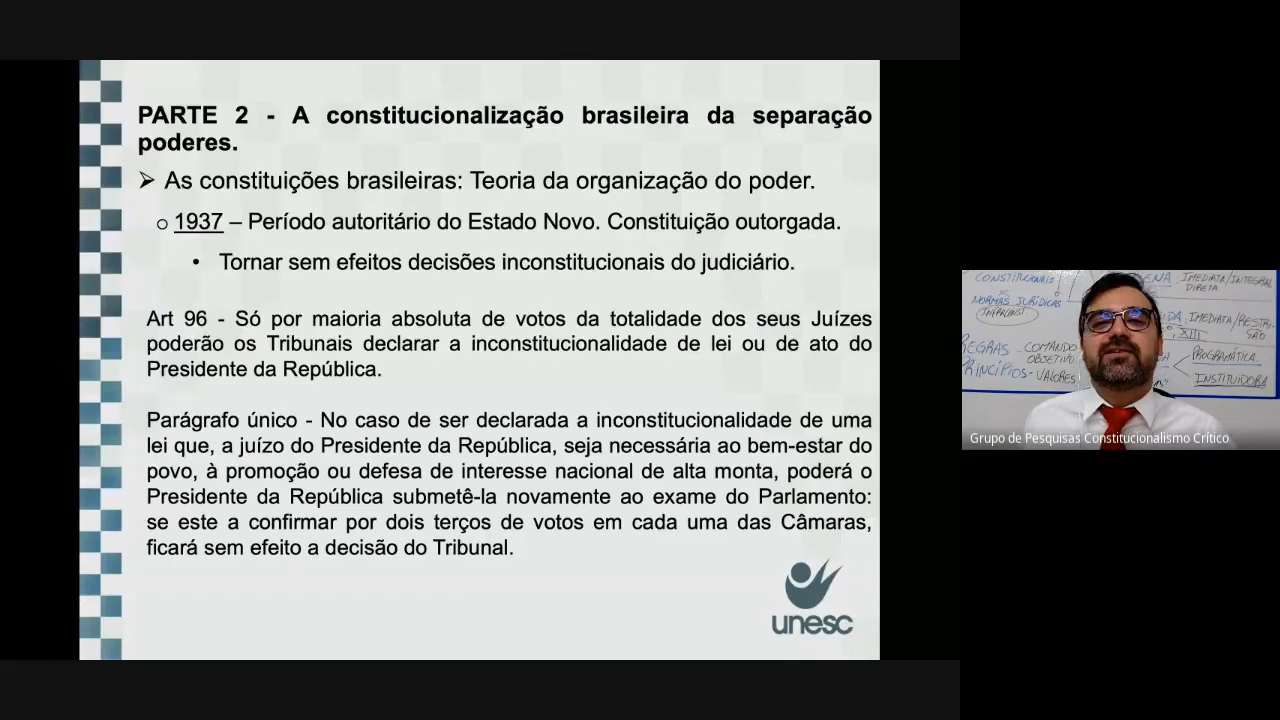 PARTE 2 - A constitucionalização brasileira da separação
poderes.
➢ As constituições brasileiras: Teoria da organização do poder.
o 1937 – Período autoritário do Estado Novo. Constituição outorgada.
• Tornar sem efeitos decisões inconstitucionais do judiciário.
Art 96 - Só por maioria absoluta de votos da totalidade dos seus Juízes
poderão os Tribunais declarar a inconstitucionalidade de lei ou de ato do
Presidente da República.
Parágrafo único - No caso de ser declarada a inconstitucionalidade de uma
lei que, a juízo do Presidente da República, seja necessária ao bem-estar do
povo, à promoção ou defesa de interesse nacional de alta monta, poderá o
Presidente da República submetê-la novamente ao exame do Parlamento:
se este a confirmar por dois terços de votos em cada uma das Câmaras,
ficará sem efeito a decisão do Tribunal.
unesc
CONSTITUCIONAIS
NORMAS JURÍDICAS
INFRACONST
REGRAS - COMANDO
OBJETIVO
PRINCÍPIOS - VALORES
IMEDIATA/INTEGRAL
DIRETA
IMEDIATA/RESTRI-
SÃO
XIII
PROGRAMÁTICA
INSTITUIDORA
Grupo de Pesquisas Constitucionalismo Crítico